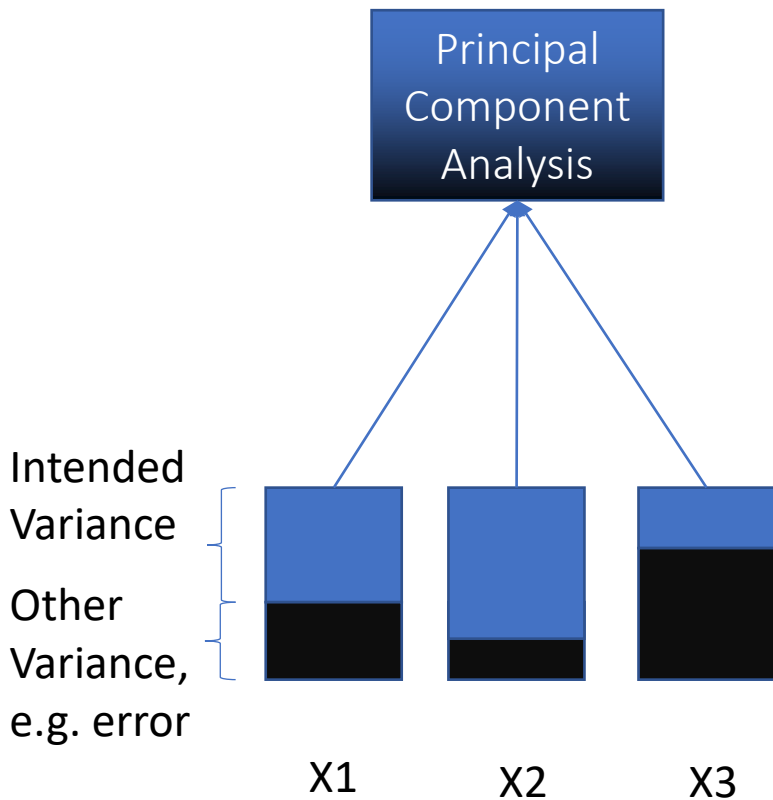 Principal
Component
Analysis
Intended
Variance
Other
Variance,
e.g. error
X1
X2
X3